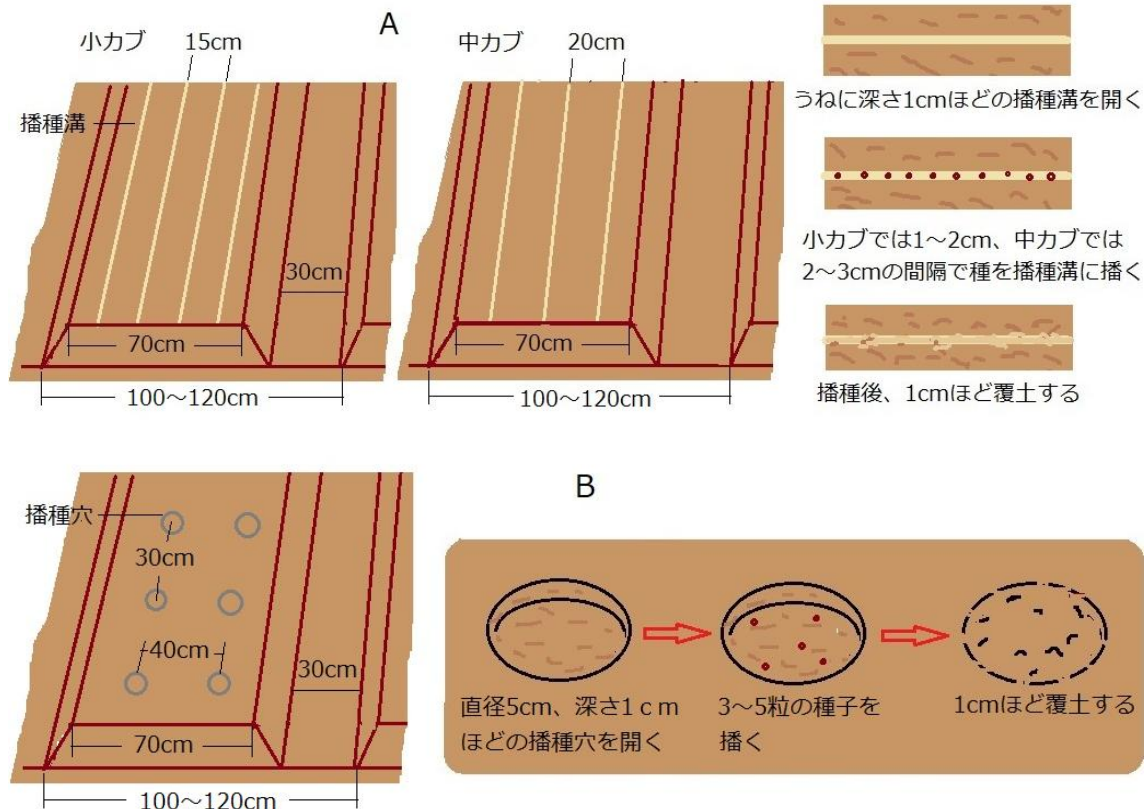 A
小カブ
15cm
播種溝
30cm
70cm
100～120cm
中カブ
20cm
70cm
100～120cm
うねに深さ1cmほどの播種溝を開く
小カブでは1～2cm、中カブでは
2～3cmの間隔で種を播種溝に播く
播種後、1cmほど覆土する
B
播種穴
30cm
40cm
30cm
70cm
100～120cm
直径5cm、深さ1ｃｍ
ほどの播種穴を開く
3～5粒の種子を
播く
1cmほど覆土する